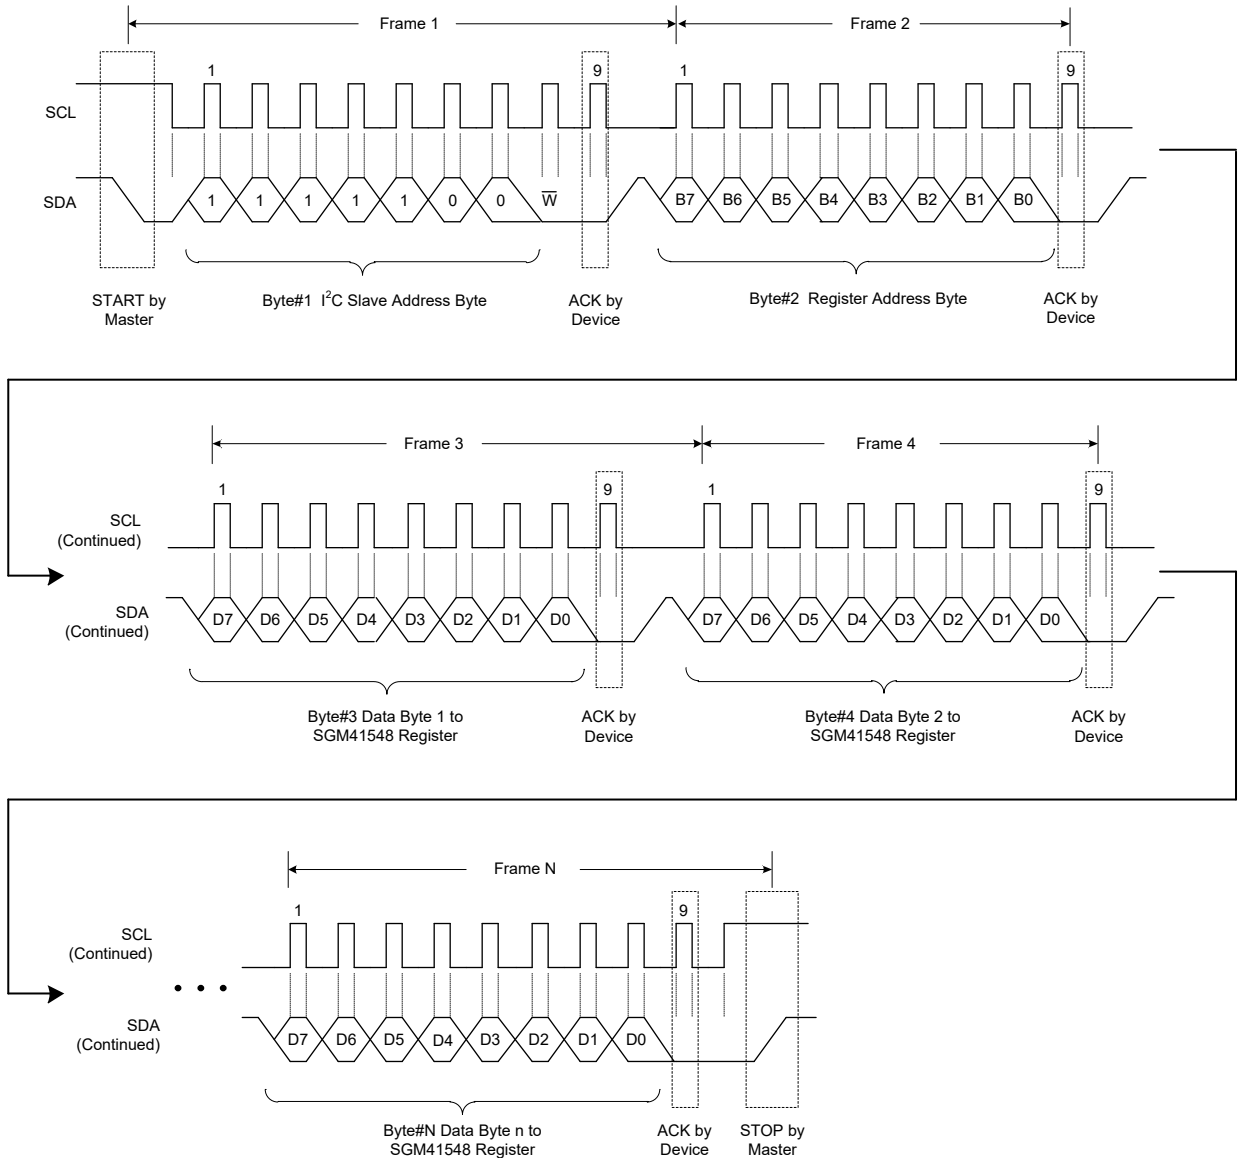 Frame 1
Frame 2
1
9
1
9
SCL
SDA
1 1 1 1 1 0 0 W̅
B7 B6 B5 B4 B3 B2 B1 B0
START by
Master
Byte#1 I²C Slave Address Byte
ACK by
Device
Byte#2 Register Address Byte
ACK by
Device
Frame 3
Frame 4
1
9
1
9
SCL
(Continued)
SDA
(Continued)
D7 D6 D5 D4 D3 D2 D1 D0
D7 D6 D5 D4 D3 D2 D1 D0
Byte#3 Data Byte 1 to
SGM41548 Register
ACK by
Device
Byte#4 Data Byte 2 to
SGM41548 Register
ACK by
Device
Frame N
1
9
SCL
(Continued)
• • •
SDA
(Continued)
D7 D6 D5 D4 D3 D2 D1 D0
Byte#N Data Byte n to
SGM41548 Register
ACK by
Device
STOP by
Master